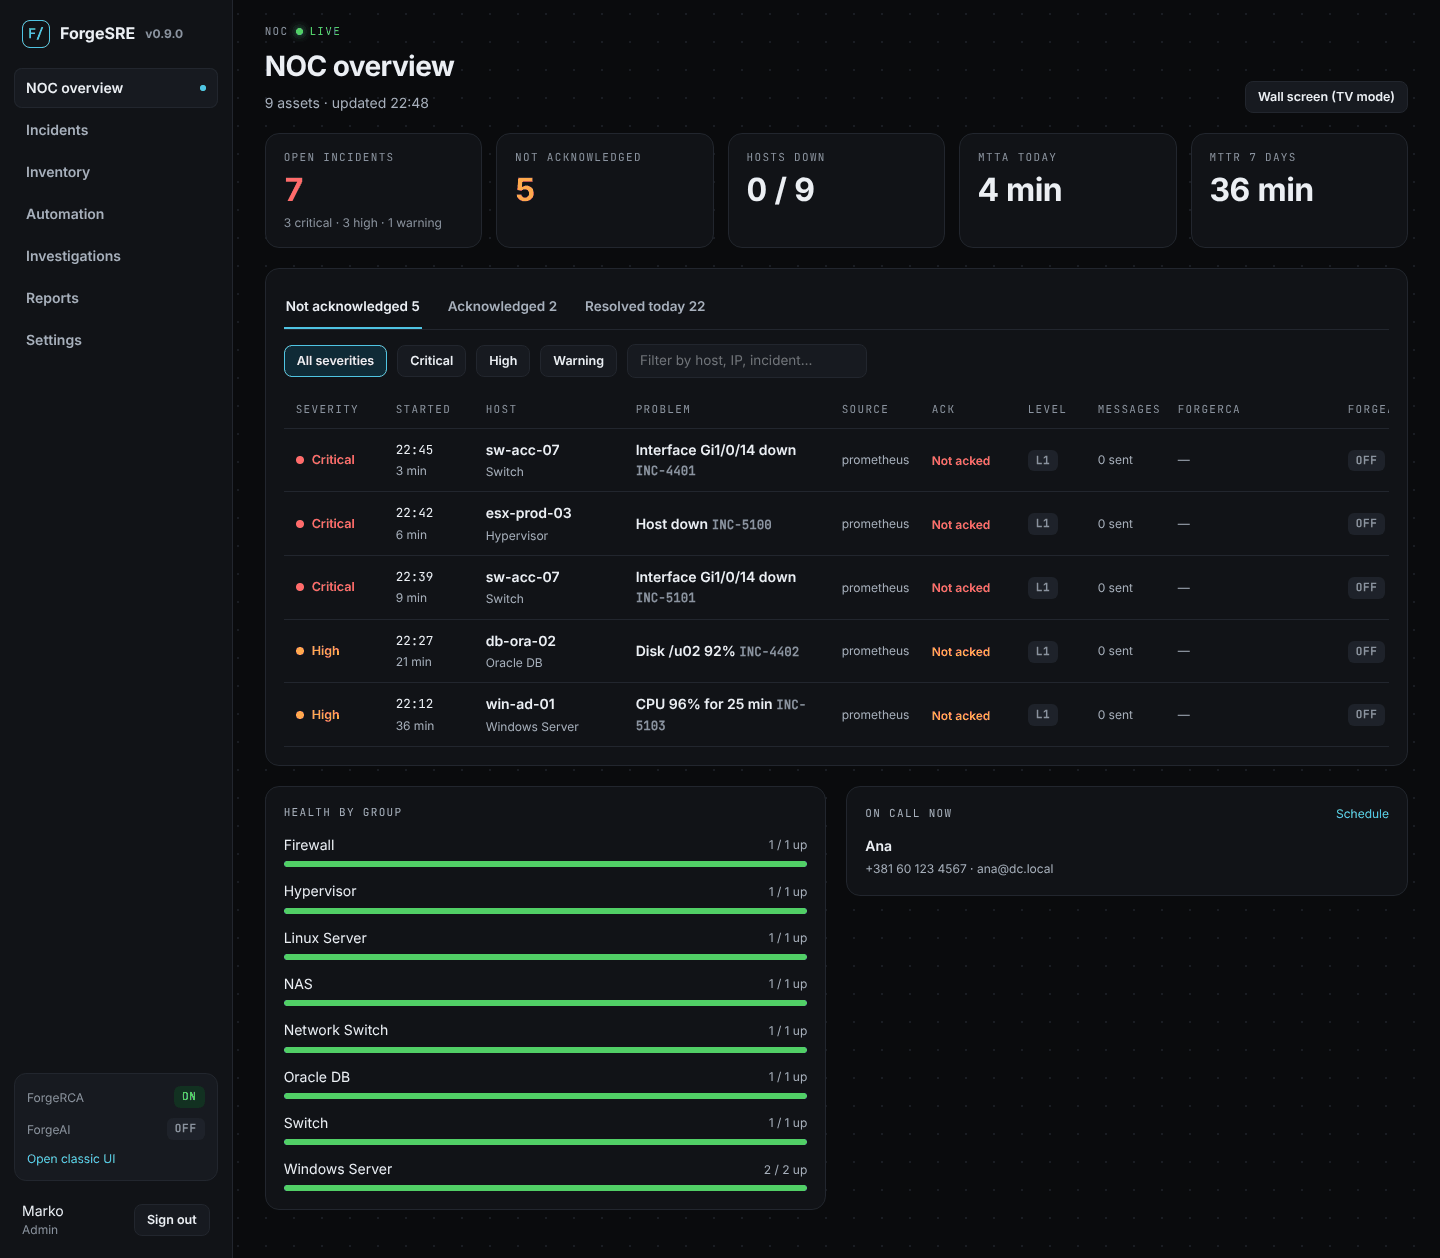 F/ ForgeSRE v0.9.0
NOC overview
Incidents
Inventory
Automation
Investigations
Reports
Settings
ForgeRCA ON
ForgeAI OFF
Open classic UI
Marko
Admin
Sign out
NOC LIVE
NOC overview
9 assets · updated 22:48
Wall screen (TV mode)
OPEN INCIDENTS
7
3 critical · 3 high · 1 warning
NOT ACKNOWLEDGED
5
HOSTS DOWN
0 / 9
MTTA TODAY
4 min
MTTR 7 DAYS
36 min
Not acknowledged 5 Acknowledged 2 Resolved today 22
All severities Critical High Warning Filter by host, IP, incident...
SEVERITY STARTED HOST PROBLEM SOURCE ACK LEVEL MESSAGES FORGERCA
Critical 22:45 sw-acc-07 Interface Gi1/0/14 down prometheus Not acked L1 0 sent — OFF
3 min Switch INC-4401
Critical 22:42 esx-prod-03 Host down INC-5100 prometheus Not acked L1 0 sent — OFF
6 min Hypervisor
Critical 22:39 sw-acc-07 Interface Gi1/0/14 down prometheus Not acked L1 0 sent — OFF
9 min Switch INC-5101
High 22:27 db-ora-02 Disk /u02 92% INC-4402 prometheus Not acked L1 0 sent — OFF
21 min Oracle DB
High 22:12 win-ad-01 CPU 96% for 25 min INC- prometheus Not acked L1 0 sent — OFF
36 min Windows Server 5103
HEALTH BY GROUP
Firewall 1 / 1 up
Hypervisor 1 / 1 up
Linux Server 1 / 1 up
NAS 1 / 1 up
Network Switch 1 / 1 up
Oracle DB 1 / 1 up
Switch 1 / 1 up
Windows Server 2 / 2 up
ON CALL NOW Schedule
Ana
+381 60 123 4567 · ana@dc.local